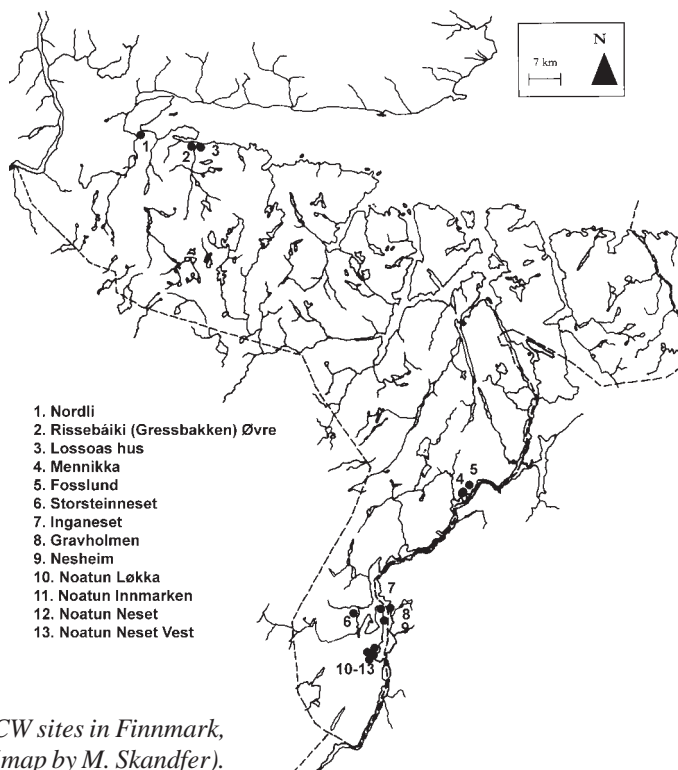 N
7 km
1
2
3
1. Nordli
2. Rissebáiki (Gressbakken) Øvre
3. Lossoas hus
4. Mennikka
5. Fosslund
6. Storsteinneset
7. Inganeset
8. Gravholmen
9. Nesheim
10. Noatun Løkka
11. Noatun Innmarken
12. Noatun Neset
13. Noatun Neset Vest
4
5
7
6
8
9
10-13
CW sites in Finnmark,
map by M. Skandfer).